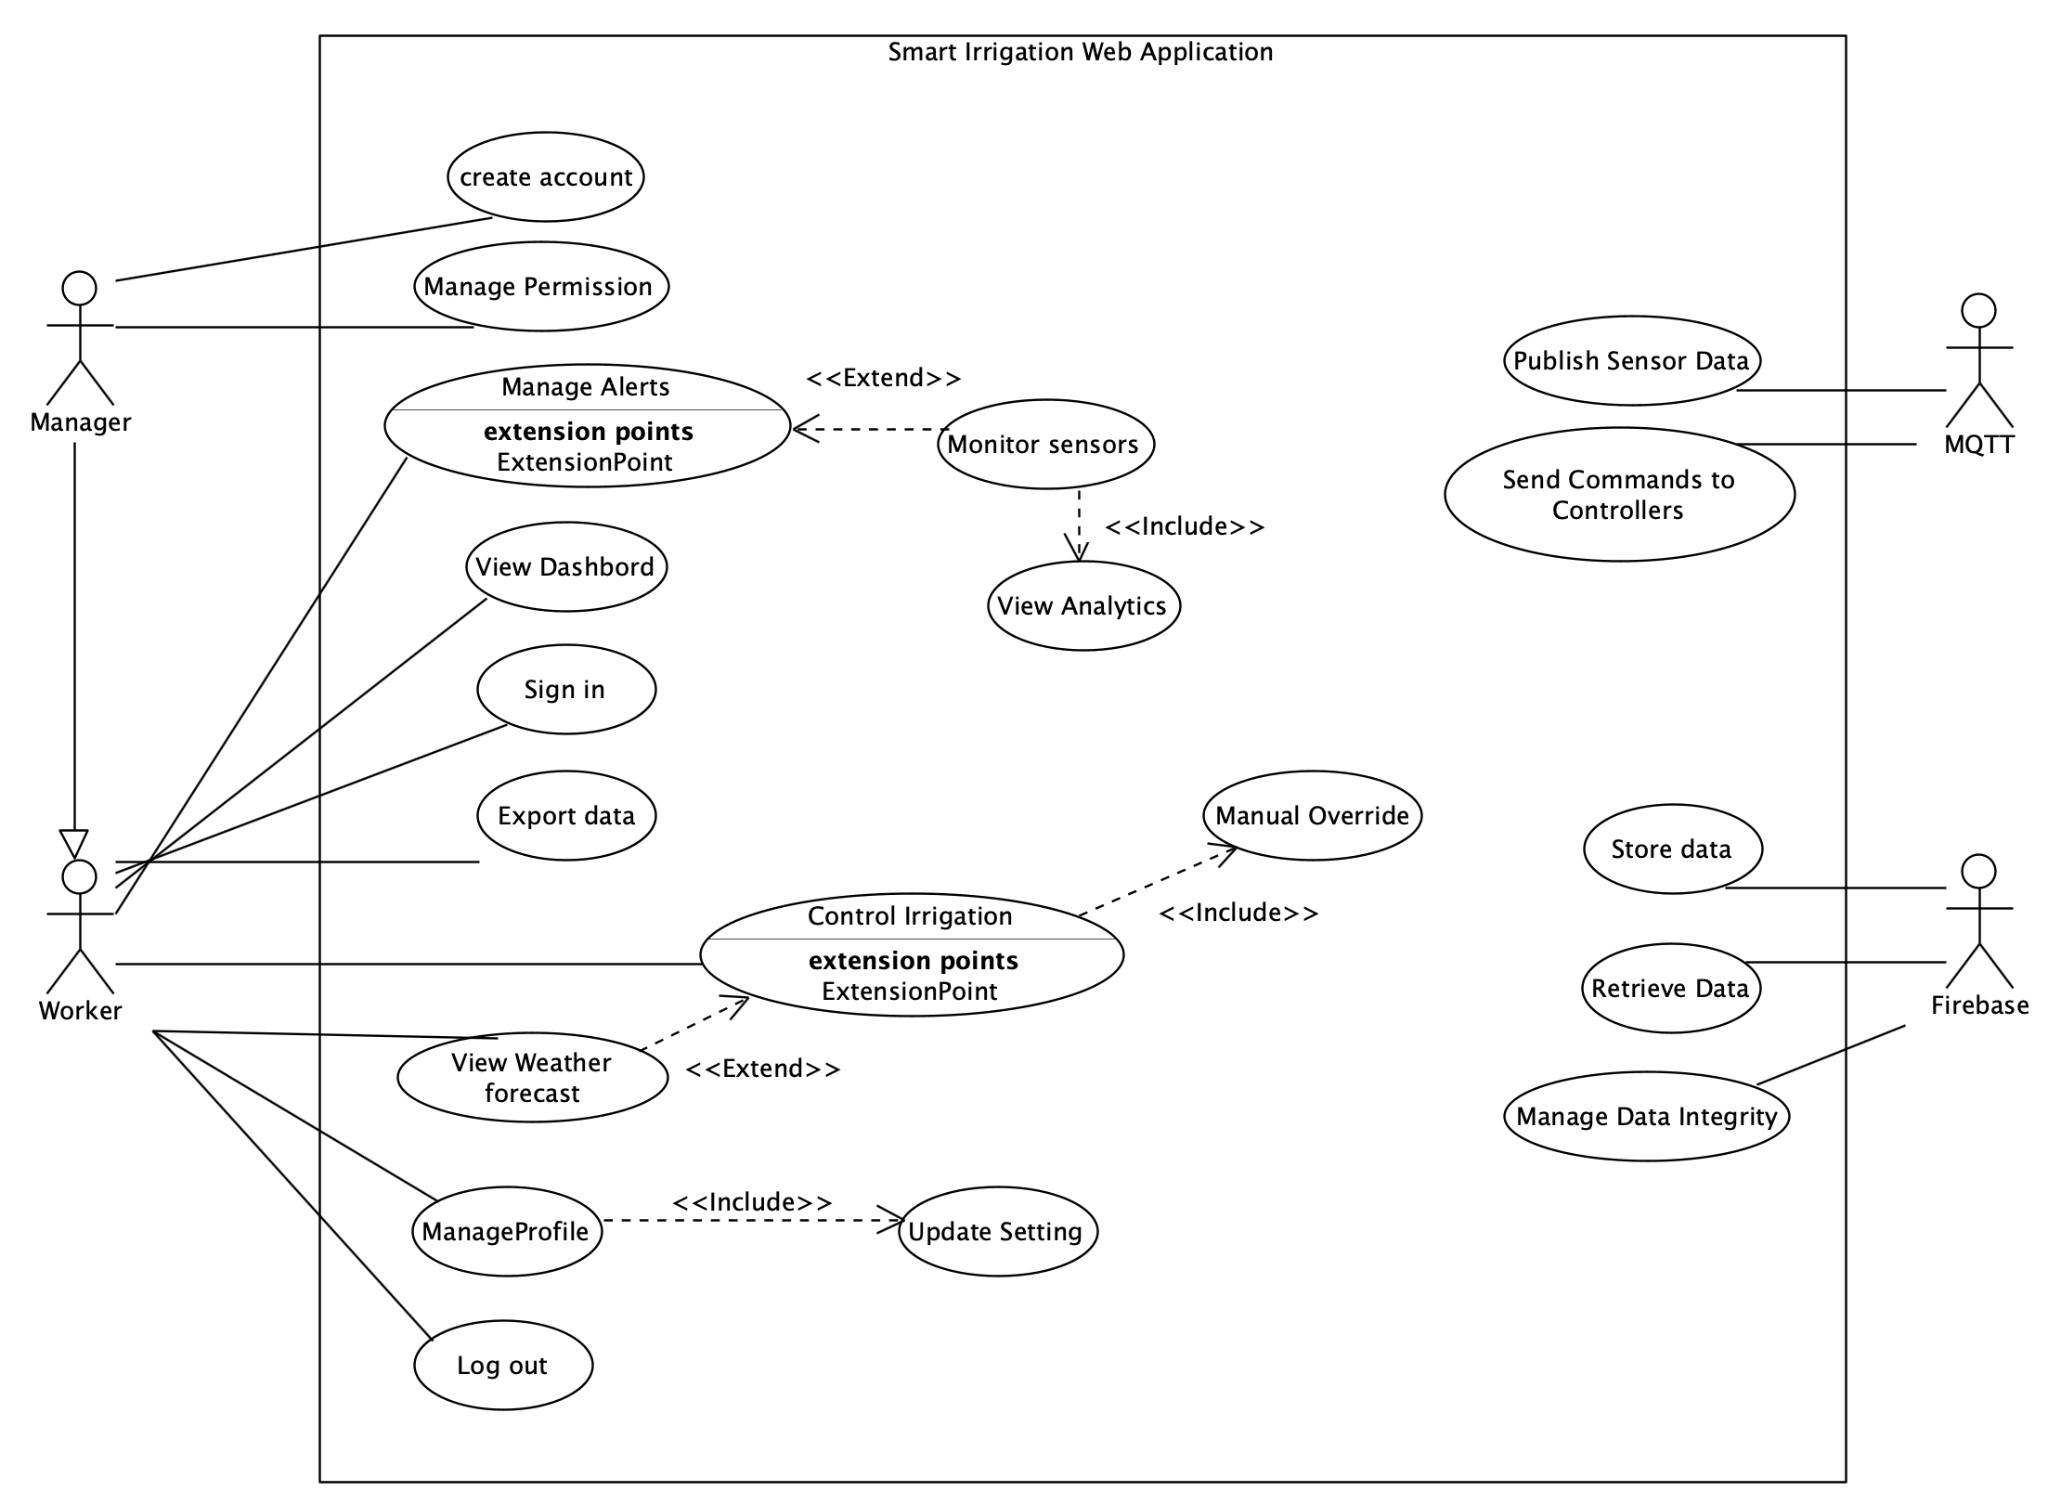 Smart Irrigation Web Application
create account
Manage Permission
Manager
Manage Alerts
extension points
ExtensionPoint
<<Extend>>
Monitor sensors
<<Include>>
View Analytics
Publish Sensor Data
MQTT
Send Commands to
Controllers
View Dashbord
Sign in
Export data
Manual Override
Store data
Control Irrigation
extension points
ExtensionPoint
<<Include>>
Worker
Retrieve Data
Firebase
View Weather
forecast
<<Extend>>
Manage Data Integrity
ManageProfile
<<Include>>
Update Setting
Log out